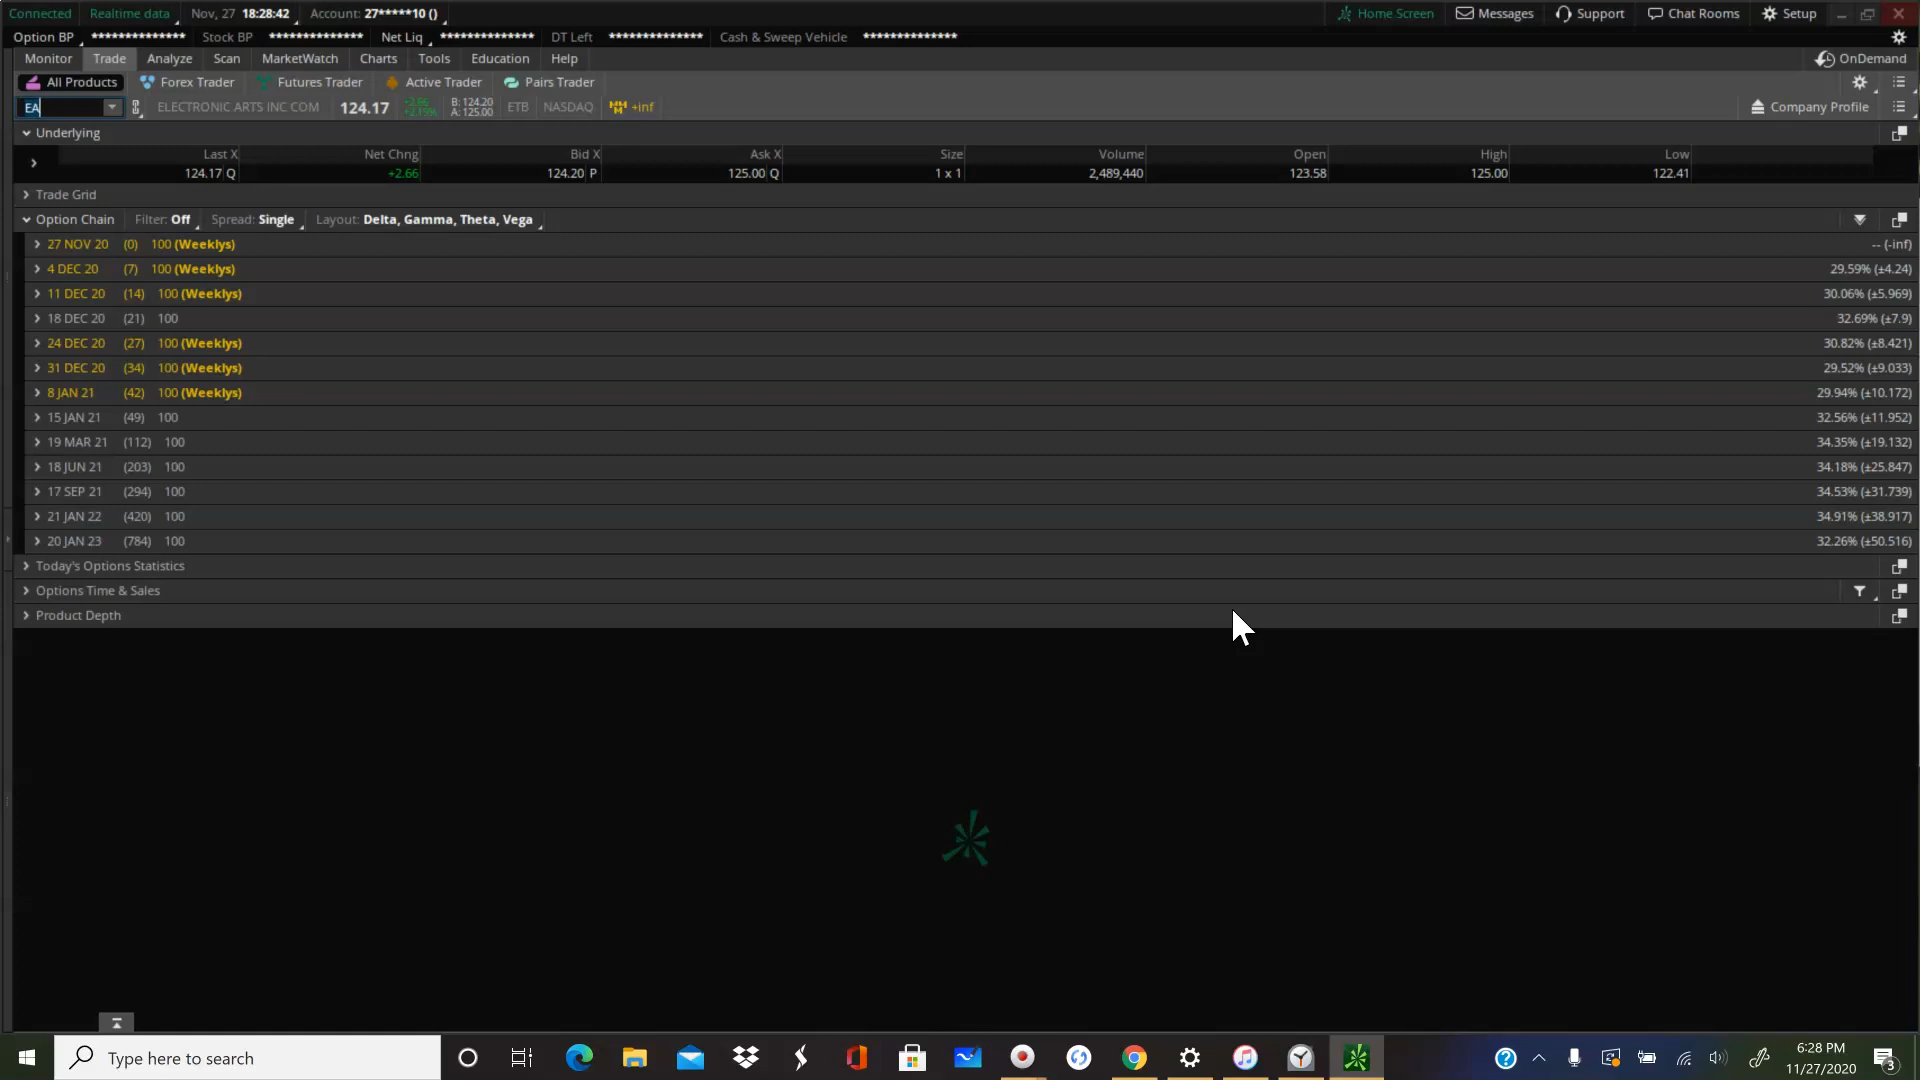 Connected Realtime data Nov, 27 18:28:42 Account: 27*****10 () Home Screen Messages Support Chat Rooms Setup
Option BP ************** Stock BP ************** Net Liq ************** DT Left ************** Cash & Sweep Vehicle **************
Monitor Trade Analyze Scan MarketWatch Charts Tools Education Help OnDemand
All Products Forex Trader Futures Trader Active Trader Pairs Trader
EA ELECTRONIC ARTS INC COM 124.17 +2.66 +2.15% B: 124.20 A: 125.00 ETB NASDAQ +inf Company Profile
Underlying
Last X Net Chng Bid X Ask X Size Volume Open High Low
124.17 Q +2.66 124.20 P 125.00 Q 1 x 1 2,489,440 123.58 125.00 122.41
Trade Grid
Option Chain Filter: Off Spread: Single Layout: Delta, Gamma, Theta, Vega
27 NOV 20 (0) 100 (Weeklys) -- (-inf)
4 DEC 20 (7) 100 (Weeklys) 29.59% (±4.24)
11 DEC 20 (14) 100 (Weeklys) 30.06% (±5.969)
18 DEC 20 (21) 100 32.69% (±7.9)
24 DEC 20 (27) 100 (Weeklys) 30.82% (±8.421)
31 DEC 20 (34) 100 (Weeklys) 29.52% (±9.033)
8 JAN 21 (42) 100 (Weeklys) 29.94% (±10.172)
15 JAN 21 (49) 100 32.56% (±11.952)
19 MAR 21 (112) 100 34.35% (±19.132)
18 JUN 21 (203) 100 34.18% (±25.847)
17 SEP 21 (294) 100 34.53% (±31.739)
21 JAN 22 (420) 100 34.91% (±38.917)
20 JAN 23 (784) 100 32.26% (±50.516)
Today's Options Statistics
Options Time & Sales
Product Depth
Type here to search
6:28 PM
11/27/2020
3